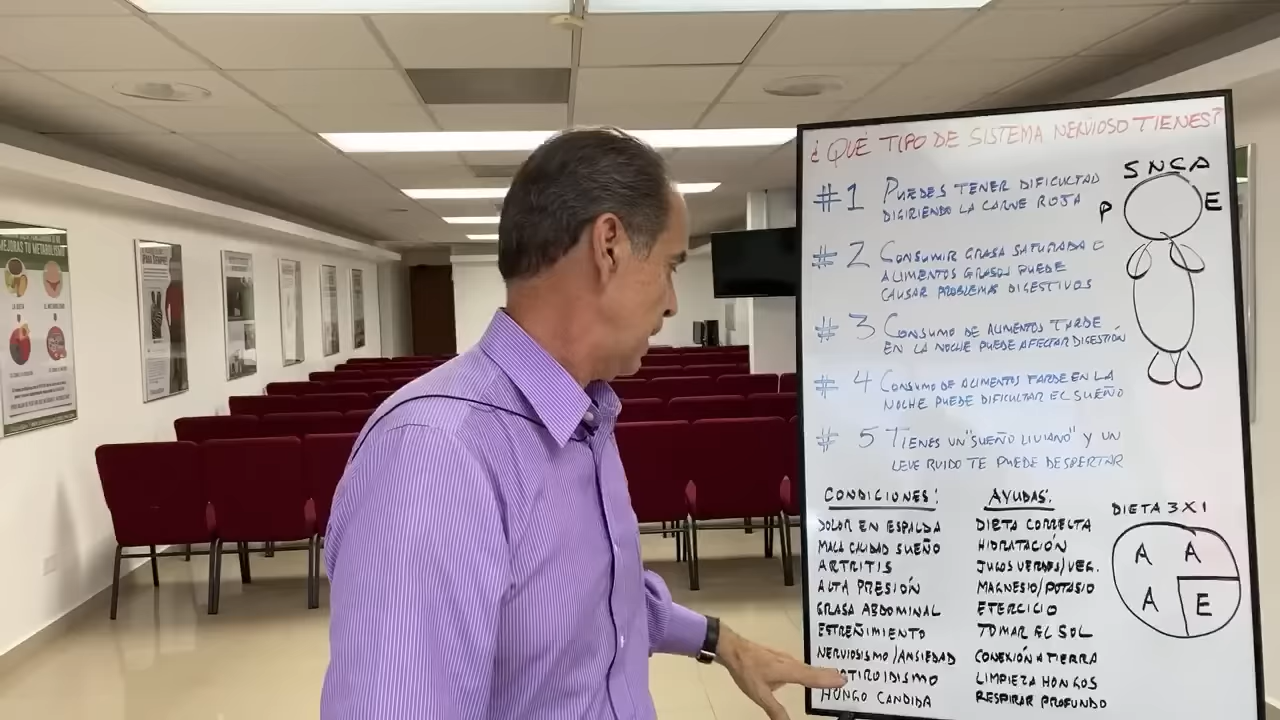 ¿QUÉ TIPO DE SISTEMA NERVIOSO TIENES?
SNCA
P E
#1 PUEDES TENER DIFICULTAD
DIGIRIENDO LA CARNE ROJA
#2 CONSUMIR GRASA SATURADA O
ALIMENTOS GRASOS PUEDE
CAUSAR PROBLEMAS DIGESTIVOS
#3 CONSUMO DE ALIMENTOS TARDE
EN LA NOCHE PUEDE AFECTAR DIGESTIÓN
#4 CONSUMO DE ALIMENTOS TARDE EN LA
NOCHE PUEDE DIFICULTAR EL SUEÑO
#5 TIENES UN "SUEÑO LIVIANO" Y UN
LEVE RUIDO TE PUEDE DESPERTAR
CONDICIONES:
DOLOR EN ESPALDA
MALA CALIDAD SUEÑO
ARTRITIS
ALTA PRESIÓN
GRASA ABDOMINAL
ESTREÑIMIENTO
NERVIOSISMO/ANSIEDAD
TIROIDISMO
HONGO CANDIDA
AYUDAS:
DIETA CORRECTA
HIDRATACIÓN
JUGOS VERDES/VEG.
MAGNESIO/POTASIO
EJERCICIO
TOMAR EL SOL
CONEXIÓN A TIERRA
LIMPIEZA HONGOS
RESPIRAR PROFUNDO
DIETA 3X1
A A
A E
MEJORAS TU METABOLISMO